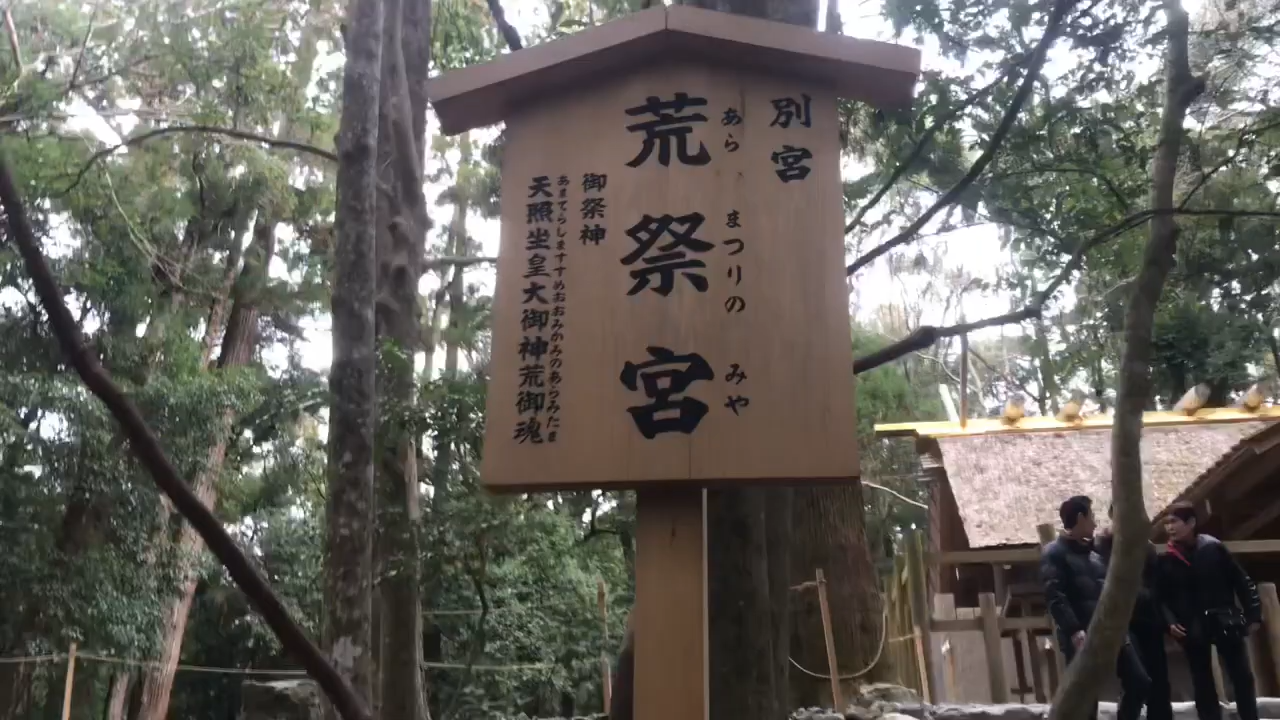 別宮
あら まつりの みや
荒祭宮
御祭神
あまてらしますすめおおみかみのあらみたま
天照坐皇大御神荒御魂